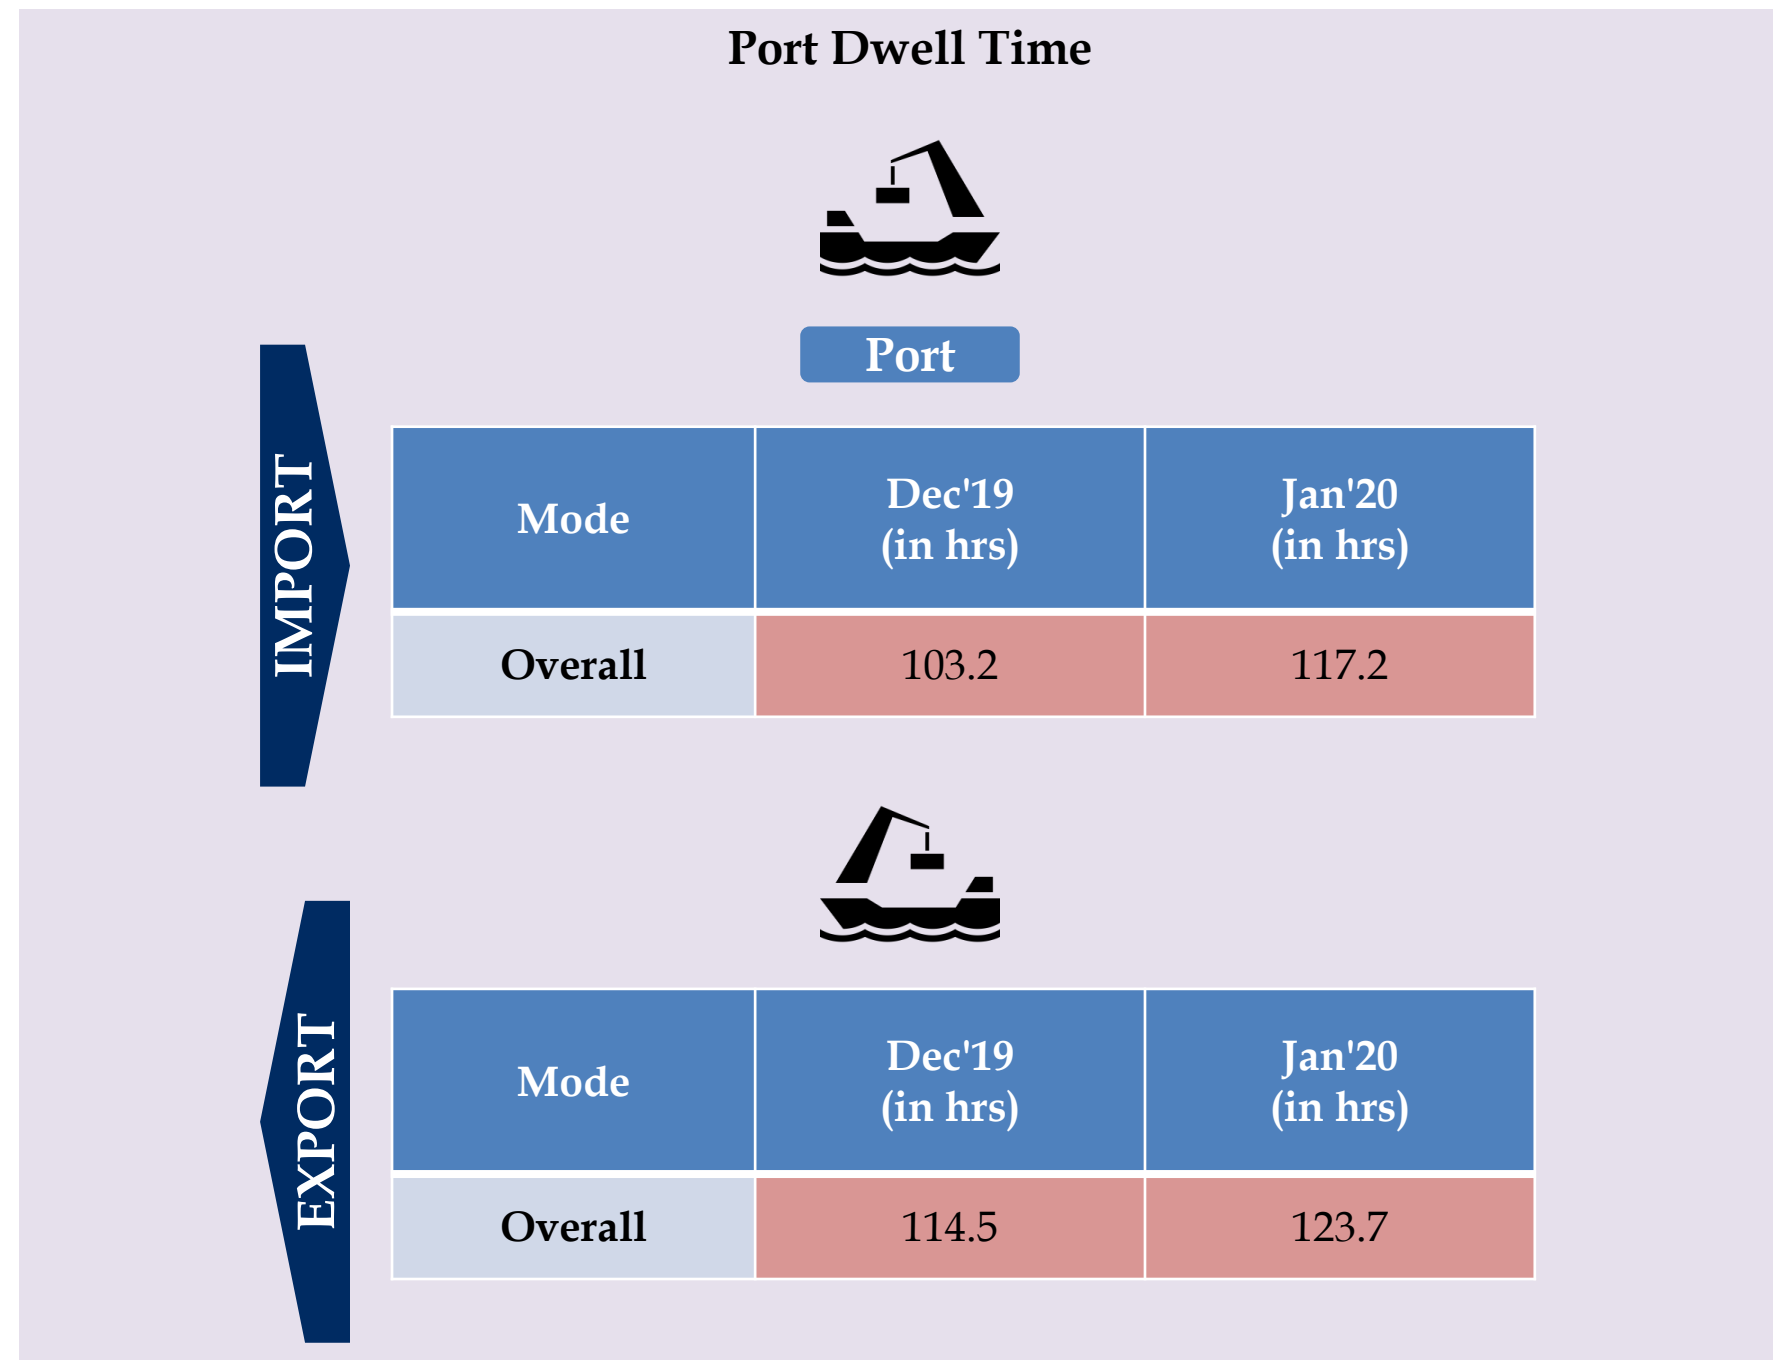 Port Dwell Time
Port
IMPORT
Mode
Dec'19
(in hrs)
Jan'20
(in hrs)
Overall
103.2
117.2
EXPORT
Mode
Dec'19
(in hrs)
Jan'20
(in hrs)
Overall
114.5
123.7